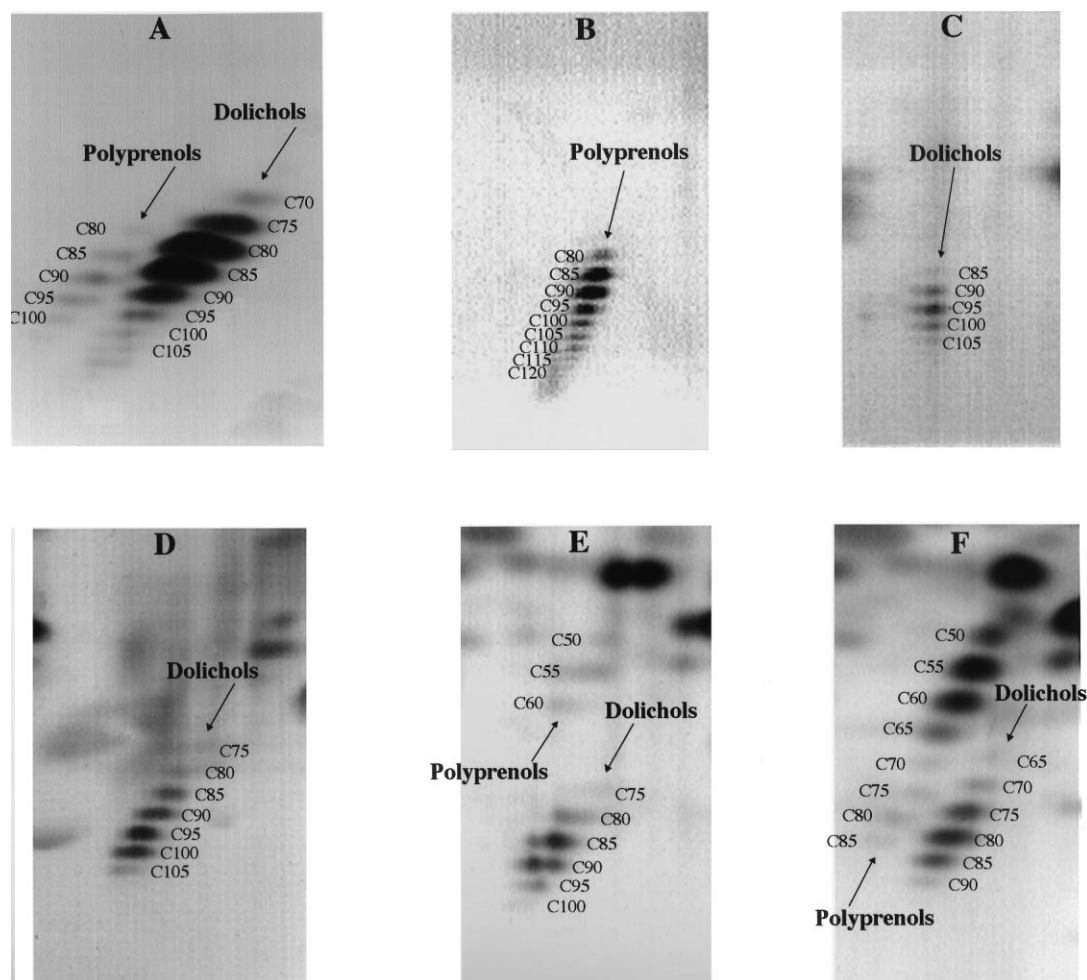 A
Dolichols
Polyprenols
C70
C80
C75
C85
C80
C90
C85
C95
C90
C100
C95
C100
C105
B
Polyprenols
C80
C85
C90
C95
C100
C105
C110
C115
C120
C
Dolichols
C85
C90
C95
C100
C105
D
Dolichols
C75
C80
C85
C90
C95
C100
C105
E
C50
C55
C60
Dolichols
Polyprenols
C75
C80
C85
C90
C95
C100
F
C50
C55
C60
Dolichols
C65
C70
C65
C75
C70
C80
C75
C85
C80
C85
C90
Polyprenols